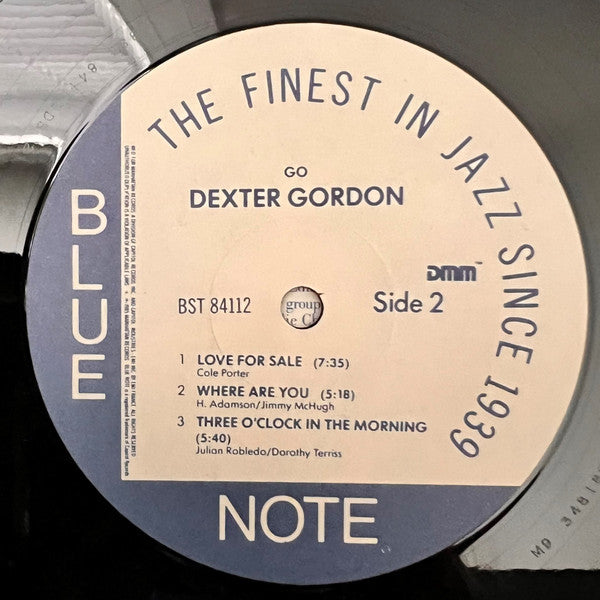 THE FINEST IN JAZZ SINCE 1939
GO
DEXTER GORDON
DMM
BST 84112
group
Side 2
1 LOVE FOR SALE (7:35)
Cole Porter
2 WHERE ARE YOU (5:18)
H. Adamson/Jimmy McHugh
3 THREE O'CLOCK IN THE MORNING
(5:40)
Julian Robledo/Dorothy Terriss
BLUE
NOTE